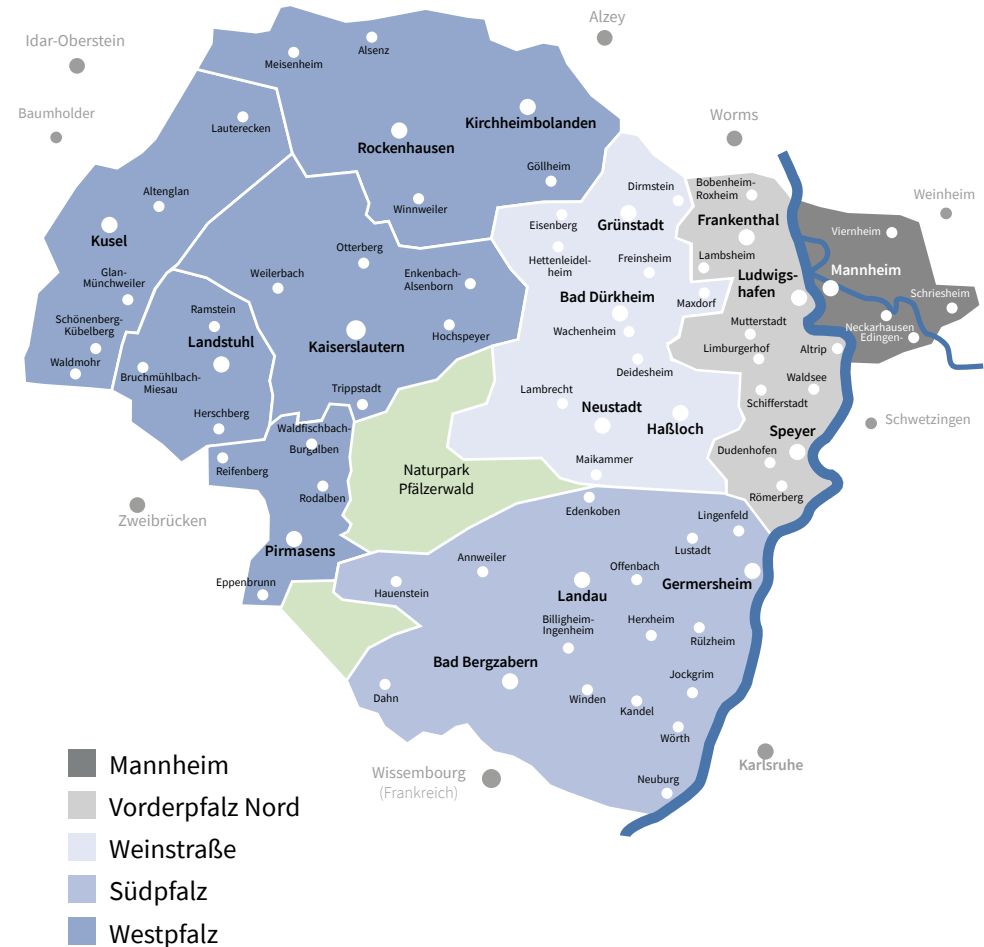 Idar-Oberstein
Alzey
Alsenz
Meisenheim
Baumholder
Worms
Lauterecken
Kirchheimbolanden
Rockenhausen
Göllheim
Dirmstein
Bobenheim-
Roxheim
Weinheim
Altenglan
Winnweiler
Eisenberg
Grünstadt
Frankenthal
Viernheim
Kusel
Otterberg
Hettenleidel-
heim
Freinsheim
Lambsheim
Glan-
Münchweiler
Weilerbach
Enkenbach-
Alsenborn
Ludwigs-
hafen
Mannheim
Bad Dürkheim
Maxdorf
Schriesheim
Schönenberg-
Kübelberg
Ramstein
Landstuhl
Kaiserslautern
Hochspeyer
Wachenheim
Mutterstadt
Neckarhausen
Edingen-
Limburgerhof
Altrip
Waldmohr
Bruchmühlbach-
Miesau
Trippstadt
Lambrecht
Deidesheim
Waldsee
Schifferstadt
Herschberg
Neustadt
Haßloch
Schwetzingen
Waldfischbach-
Burgalben
Speyer
Dudenhofen
Maikammer
Naturpark
Pfälzerwald
Reifenberg
Rodalben
Römerberg
Edenkoben
Lingenfeld
Zweibrücken
Pirmasens
Lustadt
Annweiler
Offenbach
Germersheim
Eppenbrunn
Hauenstein
Landau
Billigheim-
Ingenheim
Herxheim
Rülzheim
Bad Bergzabern
Jockgrim
Dahn
Winden
Kandel
Wörth
Karlsruhe
Wissembourg
(Frankreich)
Neuburg
Mannheim
Vorderpfalz Nord
Weinstraße
Südpfalz
Westpfalz